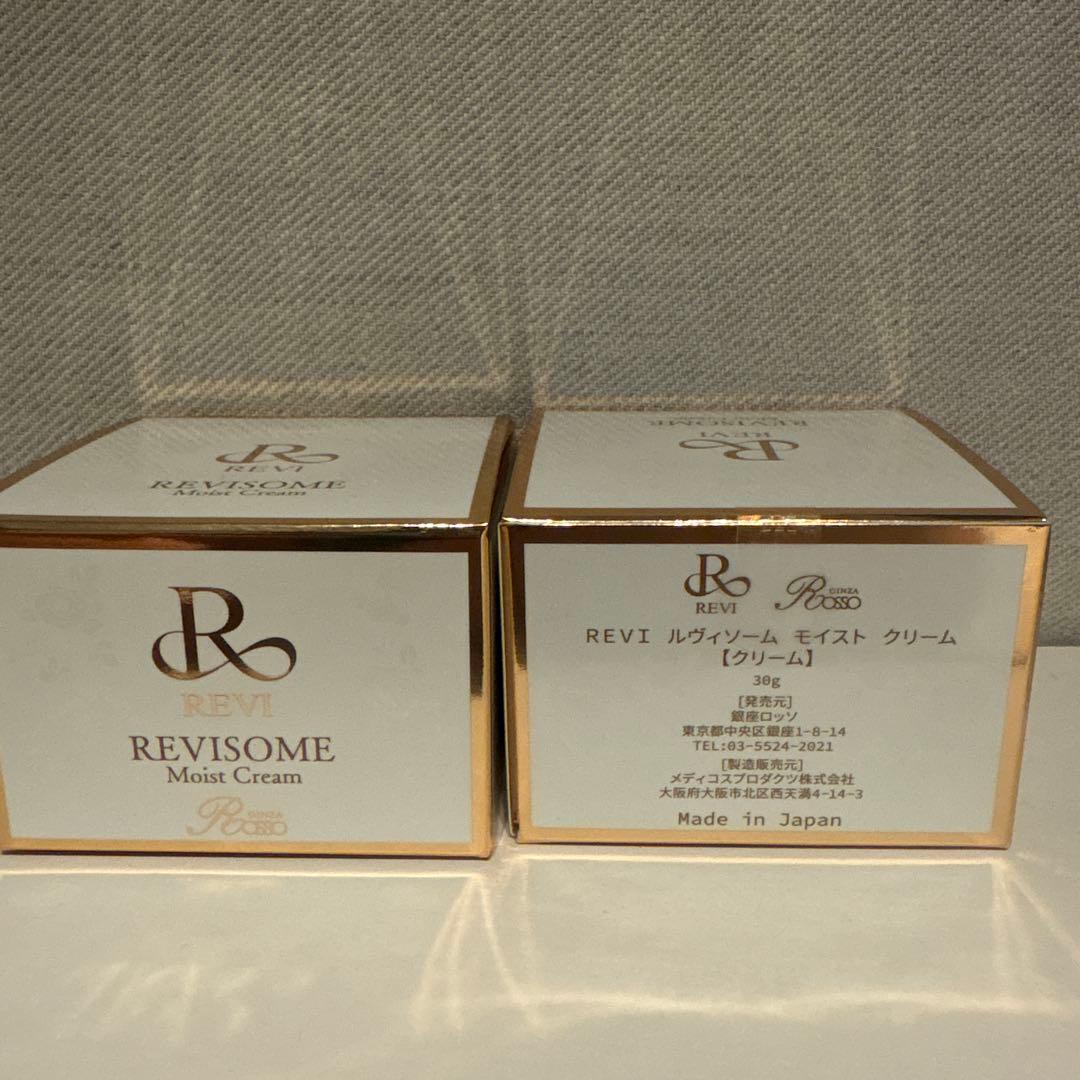 R
REVI
REVISOME
Moist Cream
R
REVI
REVISOME
Moist Cream
GINZA
Rosso
REVISOME
REVI
R
R
REVI
GINZA
Rosso
REVI ルヴィソーム モイスト クリーム
【クリーム】
30g
[発売元]
銀座ロッソ
東京都中央区銀座1-8-14
TEL:03-5524-2021
[製造販売元]
メディコスプロダクツ株式会社
大阪府大阪市北区西天満4-14-3
Made in Japan